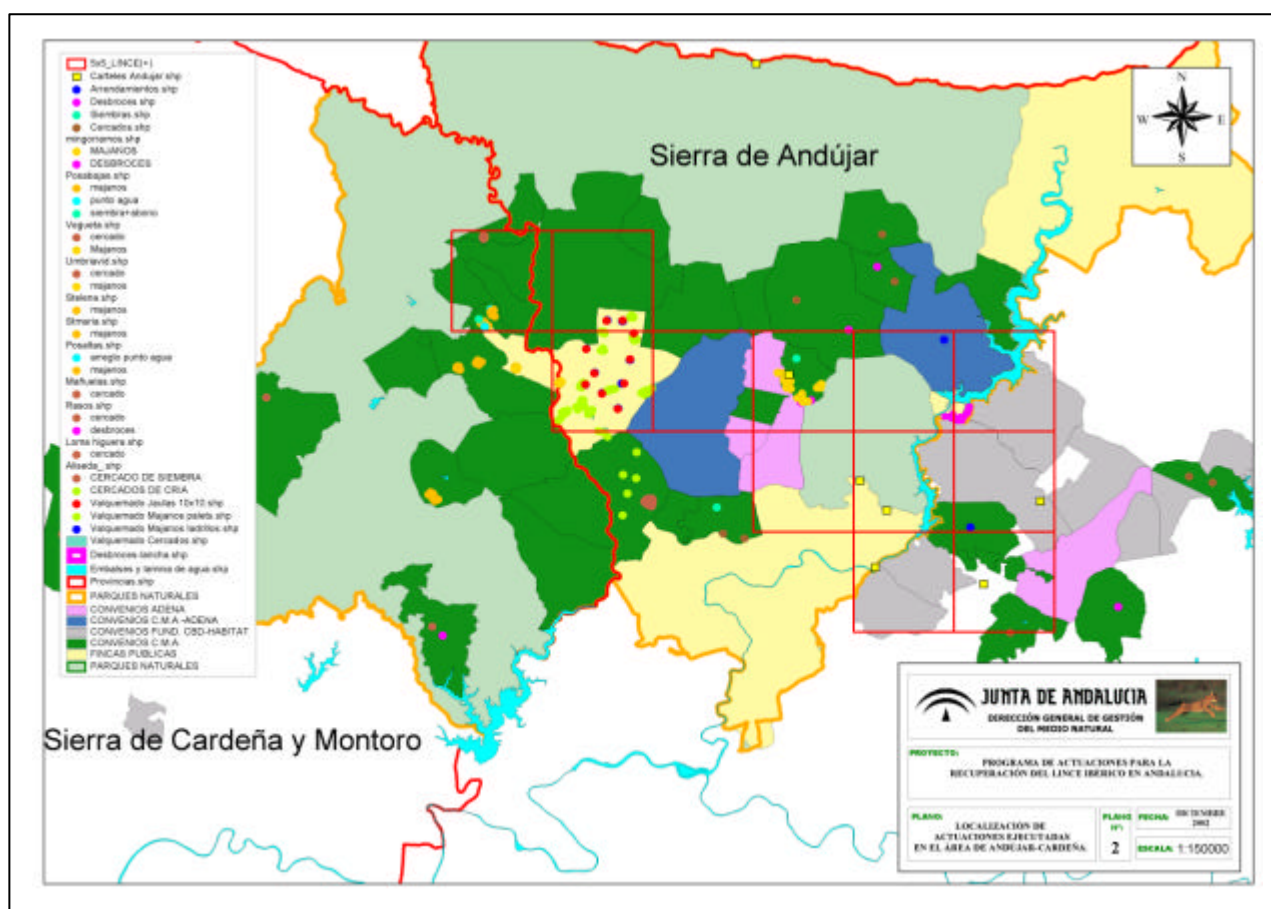 5x5_LINCE(+)
Carteles Andujar.shp
Arrendamientos.shp
Desbroces.shp
Siembras.shp
Cercados.shp
mingorramos.shp
MAJANOS
DESBROCES
Posabajas.shp
majanos
punto agua
siembra+abono
Vegueta.shp
cercado
Majanos
Umbriavid.shp
cercado
majanos
Stelena.shp
majanos
Stmaria.shp
majanos
Posaltas.shp
arreglo punto agua
majanos
Mañuelas.shp
cercado
Rasos.shp
cercado
desbroces
Loma higuera.shp
cercado
Aliseda_.shp
CERCADO DE SIEMBRA
CERCADOS DE CRIA
Valquemado Jaulas 10x10.shp
Valquemado Majanos palets.shp
Valquemado Majanos ladrillos.shp
Valquemado Cercados.shp
Desbroces-lancha.shp
Embalses y lamina de agua.shp
Provincias.shp
PARQUES NATURALES
CONVENIOS ADENA
CONVENIOS C.M.A.-ADENA
CONVENIOS FUND. CBD-HABITAT
CONVENIOS C.M.A.
FINCAS PUBLICAS
PARQUES NATURALES
Sierra de Andújar
N
W E
S
Sierra de Cardeña y Montoro
JUNTA DE ANDALUCIA
DIRECCIÓN GENERAL DE GESTIÓN
DEL MEDIO NATURAL
PROYECTO:
PROGRAMA DE ACTUACIONES PARA LA
RECUPERACIÓN DEL LINCE IBÉRICO EN ANDALUCIA.
PLANO:
LOCALIZACIÓN DE
ACTUACIONES EJECUTADAS
EN EL ÁREA DE ANDÚJAR-CARDEÑA.
PLANO
Nº:
2
FECHA: DICIEMBRE
2002
ESCALA: 1:150000